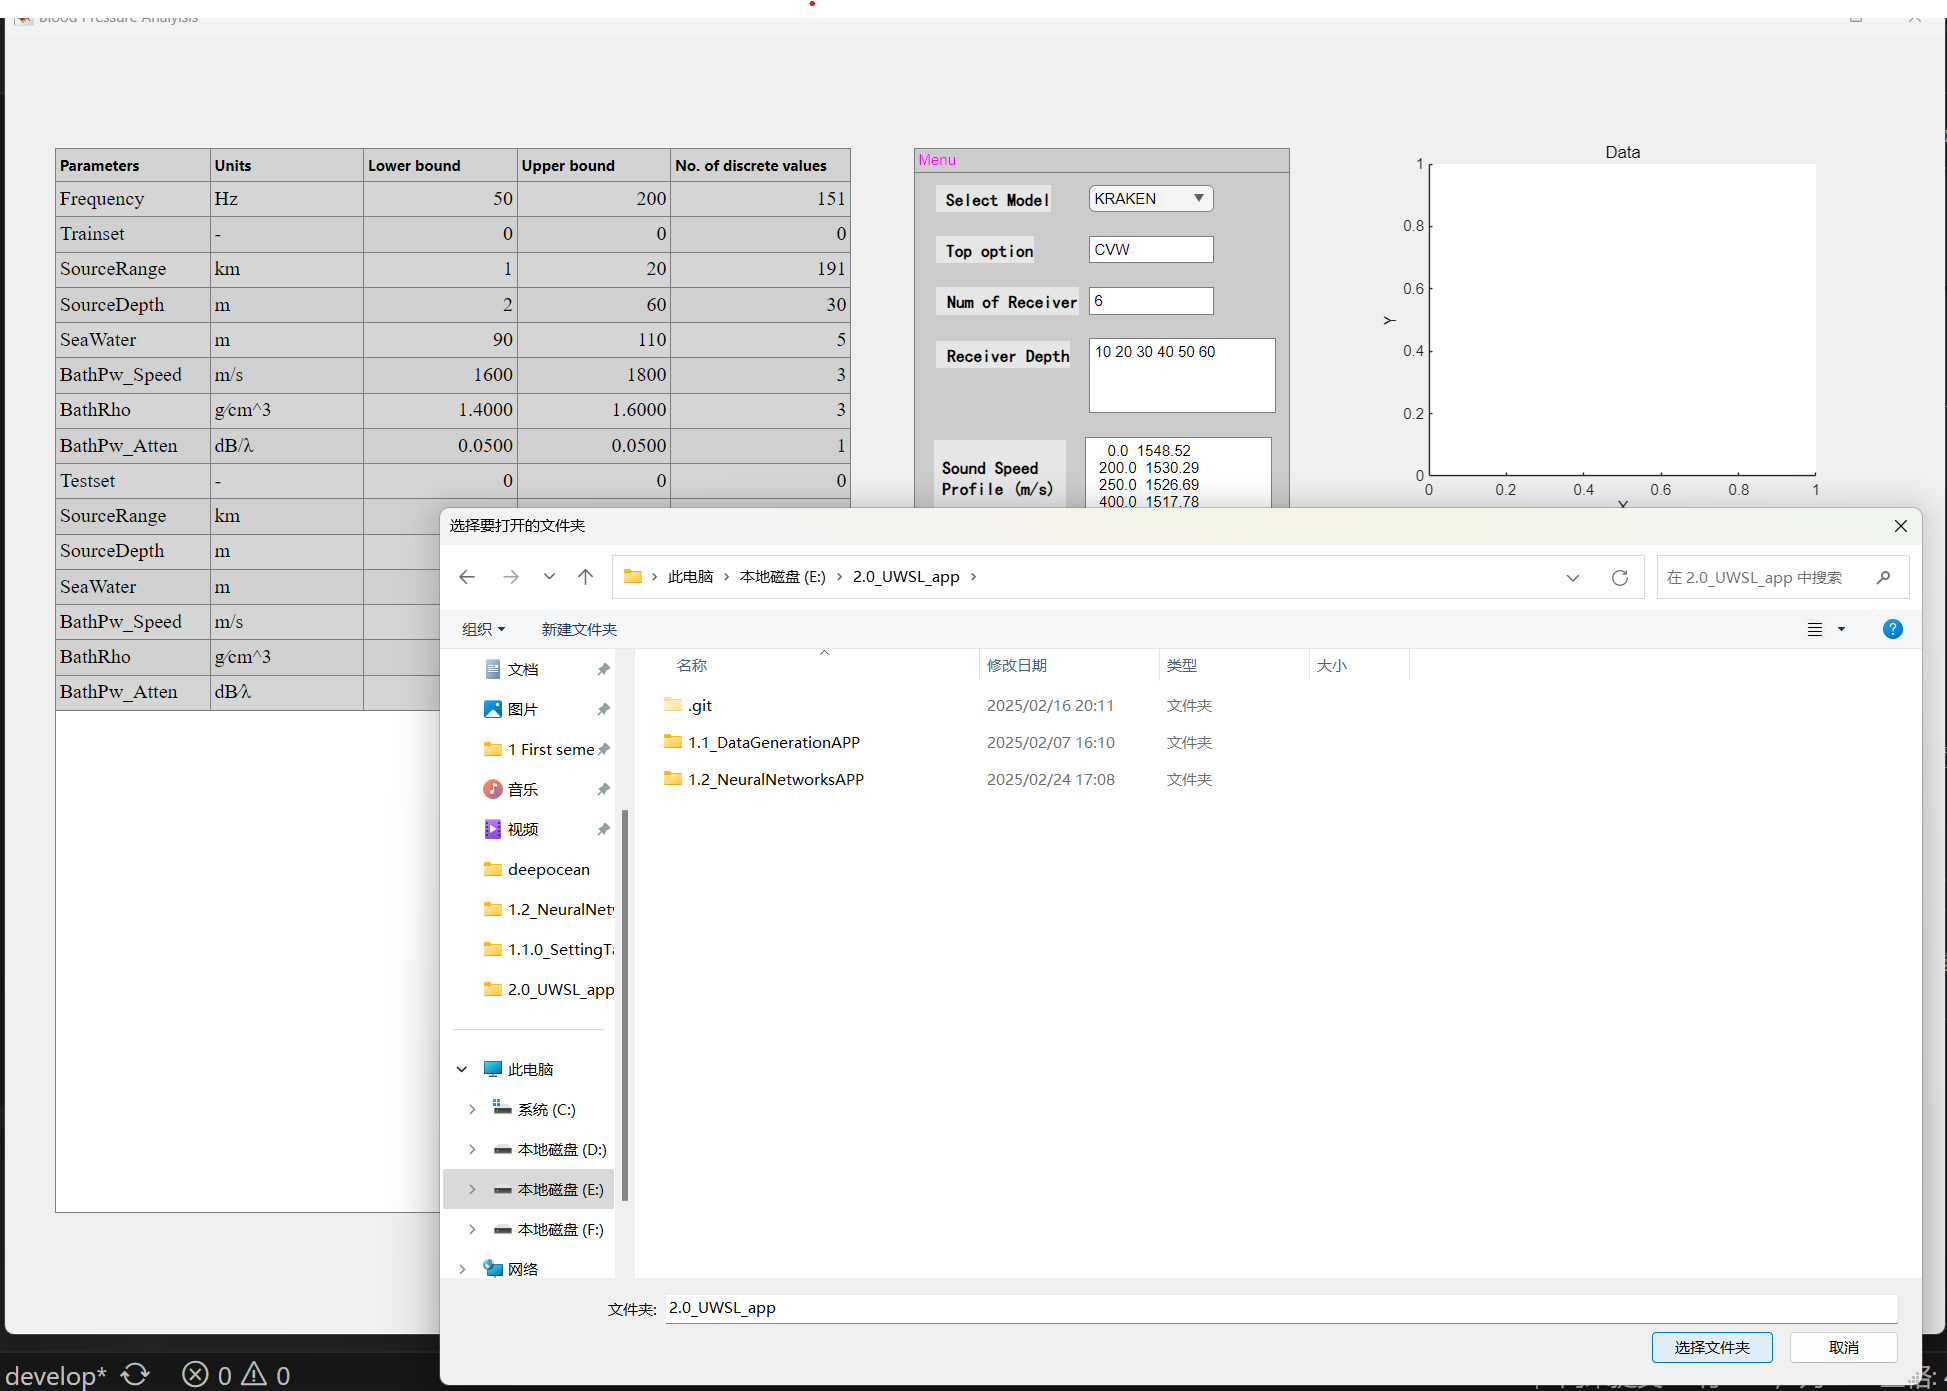 Blood Pressure Analyisis
Parameters Units Lower bound Upper bound No. of discrete values
Frequency Hz 50 200 151
Trainset - 0 0 0
SourceRange km 1 20 191
SourceDepth m 2 60 30
SeaWater m 90 110 5
BathPw_Speed m/s 1600 1800 3
BathRho g/cm^3 1.4000 1.6000 3
BathPw_Atten dB/λ 0.0500 0.0500 1
Testset - 0 0 0
SourceRange km
SourceDepth m
SeaWater m
BathPw_Speed m/s
BathRho g/cm^3
BathPw_Atten dB/λ
Menu
Select Model KRAKEN
Top option CVW
Num of Receiver 6
Receiver Depth 10 20 30 40 50 60
Sound Speed
Profile (m/s)
0.0 1548.52
200.0 1530.29
250.0 1526.69
400.0 1517.78
Data
1
0.8
0.6
0.4
0.2
0
Y
0 0.2 0.4 0.6 0.8 1
X
选择要打开的文件夹
此电脑 本地磁盘 (E:) 2.0_UWSL_app
在 2.0_UWSL_app 中搜索
组织 新建文件夹
?
文档
图片
1 First seme
音乐
视频
deepocean
1.2_NeuralNetw
1.1.0_SettingTa
2.0_UWSL_app
此电脑
系统 (C:)
本地磁盘 (D:)
本地磁盘 (E:)
本地磁盘 (F:)
网络
名称 修改日期 类型 大小
.git 2025/02/16 20:11 文件夹
1.1_DataGenerationAPP 2025/02/07 16:10 文件夹
1.2_NeuralNetworksAPP 2025/02/24 17:08 文件夹
文件夹: 2.0_UWSL_app
选择文件夹 取消
develop* 0 0